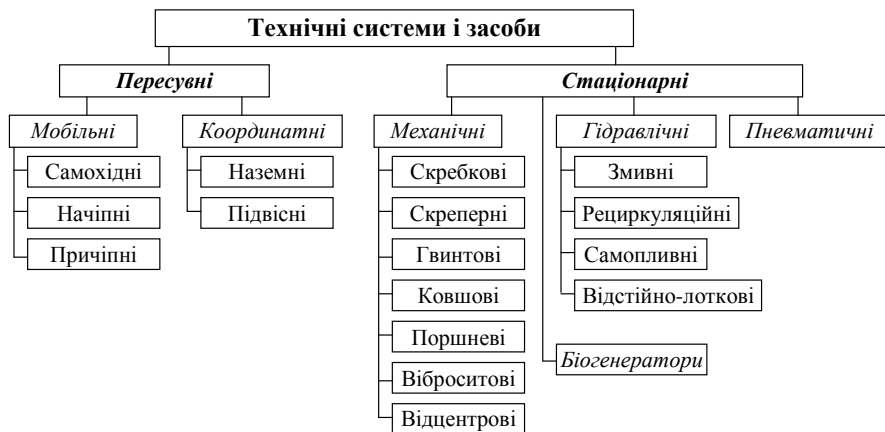 Технічні системи і засоби
Пересувні
Стаціонарні
Мобільні
Координатні
Механічні
Гідравлічні
Пневматичні
Самохідні
Наземні
Скребкові
Змивні
Начіпні
Підвісні
Скреперні
Рециркуляційні
Причіпні
Гвинтові
Самопливні
Ковшові
Відстійно-лоткові
Поршневі
Біогенератори
Віброситові
Відцентрові